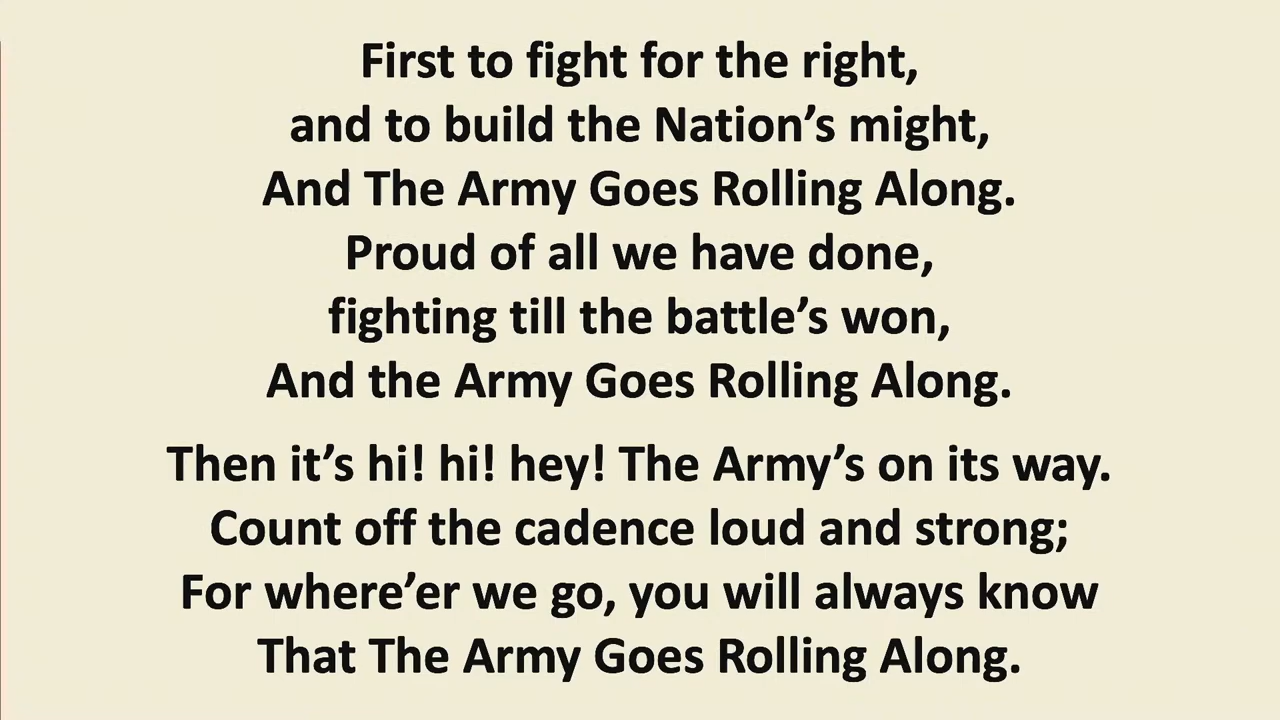 First to fight for the right,
and to build the Nation’s might,
And The Army Goes Rolling Along.
Proud of all we have done,
fighting till the battle’s won,
And the Army Goes Rolling Along.
Then it’s hi! hi! hey! The Army’s on its way.
Count off the cadence loud and strong;
For where’er we go, you will always know
That The Army Goes Rolling Along.